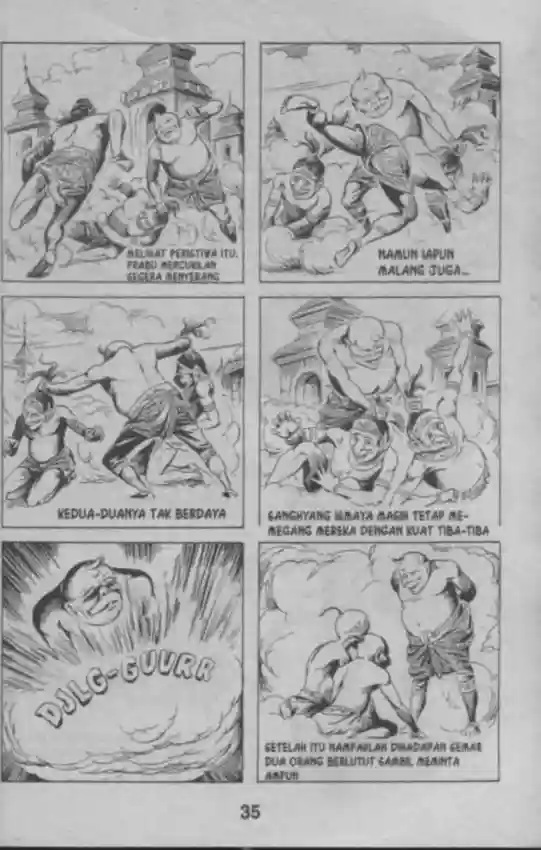 MELIHAT PERISTIWA ITU,
PRABU MERCUKILAN
SEGERA MENYERANG
NAMUN IAPUN
MALANG JUGA...
KEDUA-DUANYA TAK BERDAYA
SANGHYANG ISMAYA MASIH TETAP ME-
MEGANG MEREKA DENGAN KUAT TIBA-TIBA
DJLG-GUURR
SETELAH ITU NAMPAKLAH DIHADAPAN SEMAR
DUA ORANG BERLUTUT SAMBIL MEMINTA
AMPUN
35